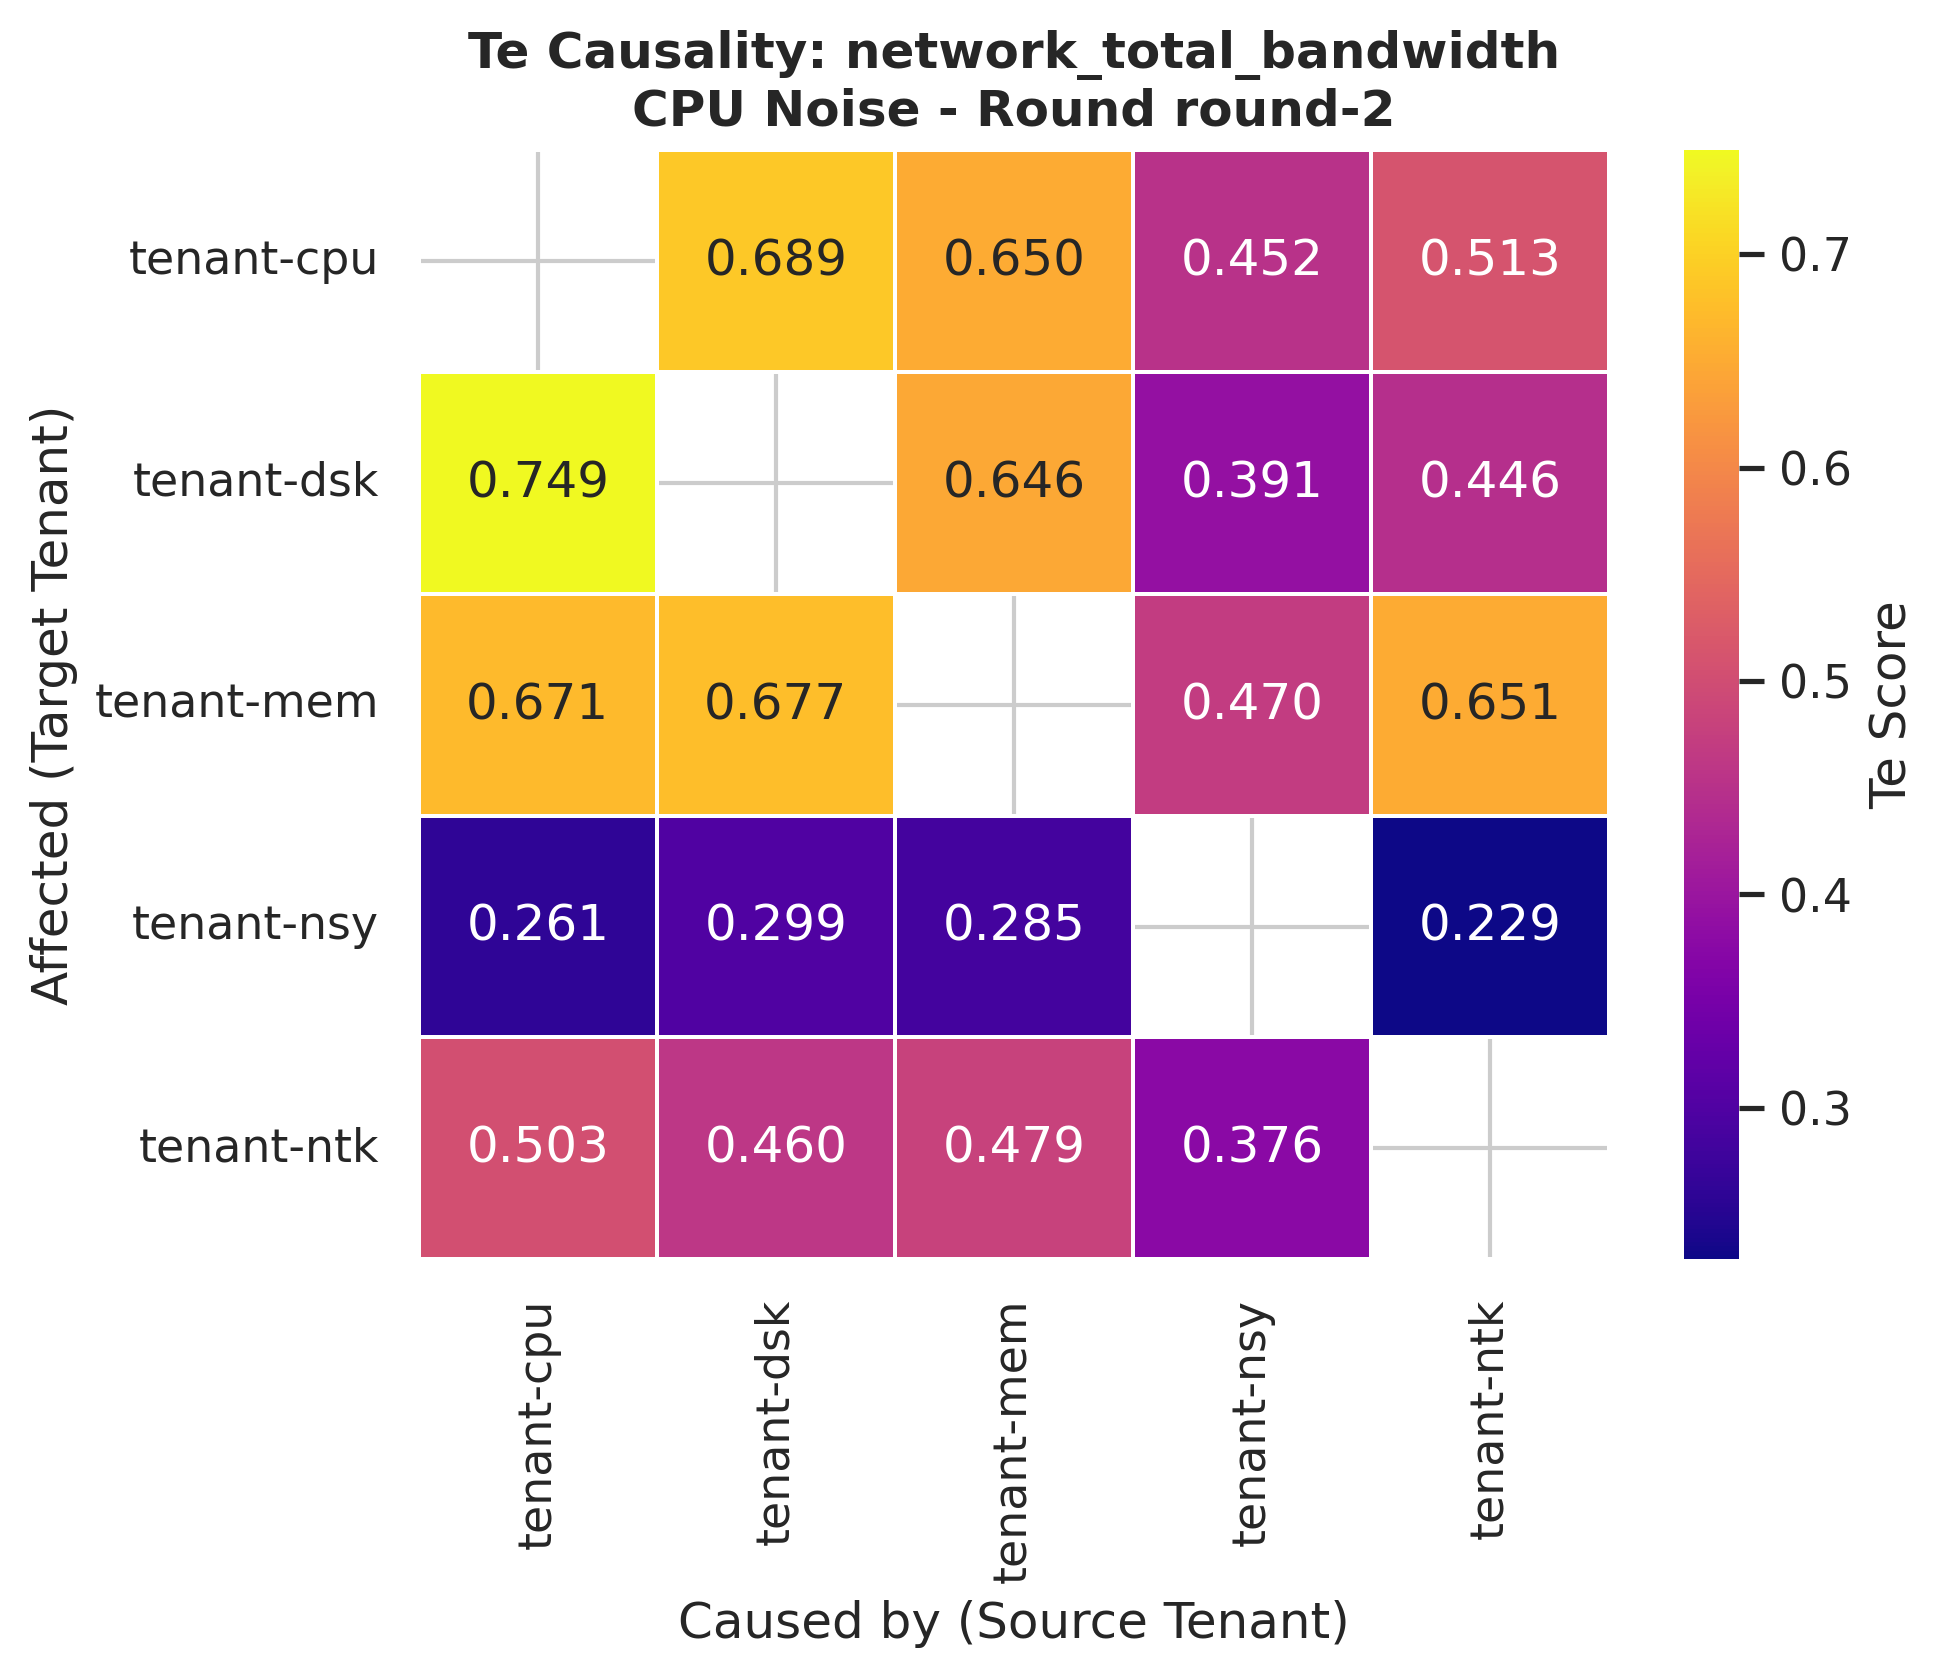 Te Causality: network_total_bandwidth
CPU Noise - Round round-2
Affected (Target Tenant)
tenant-cpu 0.689 0.650 0.452 0.513
tenant-dsk 0.749 0.646 0.391 0.446
tenant-mem 0.671 0.677 0.470 0.651
tenant-nsy 0.261 0.299 0.285 0.229
tenant-ntk 0.503 0.460 0.479 0.376
tenant-cpu
tenant-dsk
tenant-mem
tenant-nsy
tenant-ntk
Caused by (Source Tenant)
0.7
0.6
0.5
0.4
0.3
Te Score